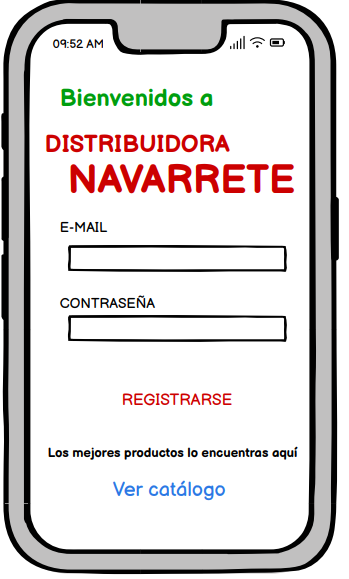 09:52 AM
Bienvenidos a
DISTRIBUIDORA
NAVARRETE
E-MAIL
CONTRASEÑA
REGISTRARSE
Los mejores productos lo encuentras aquí
Ver catálogo